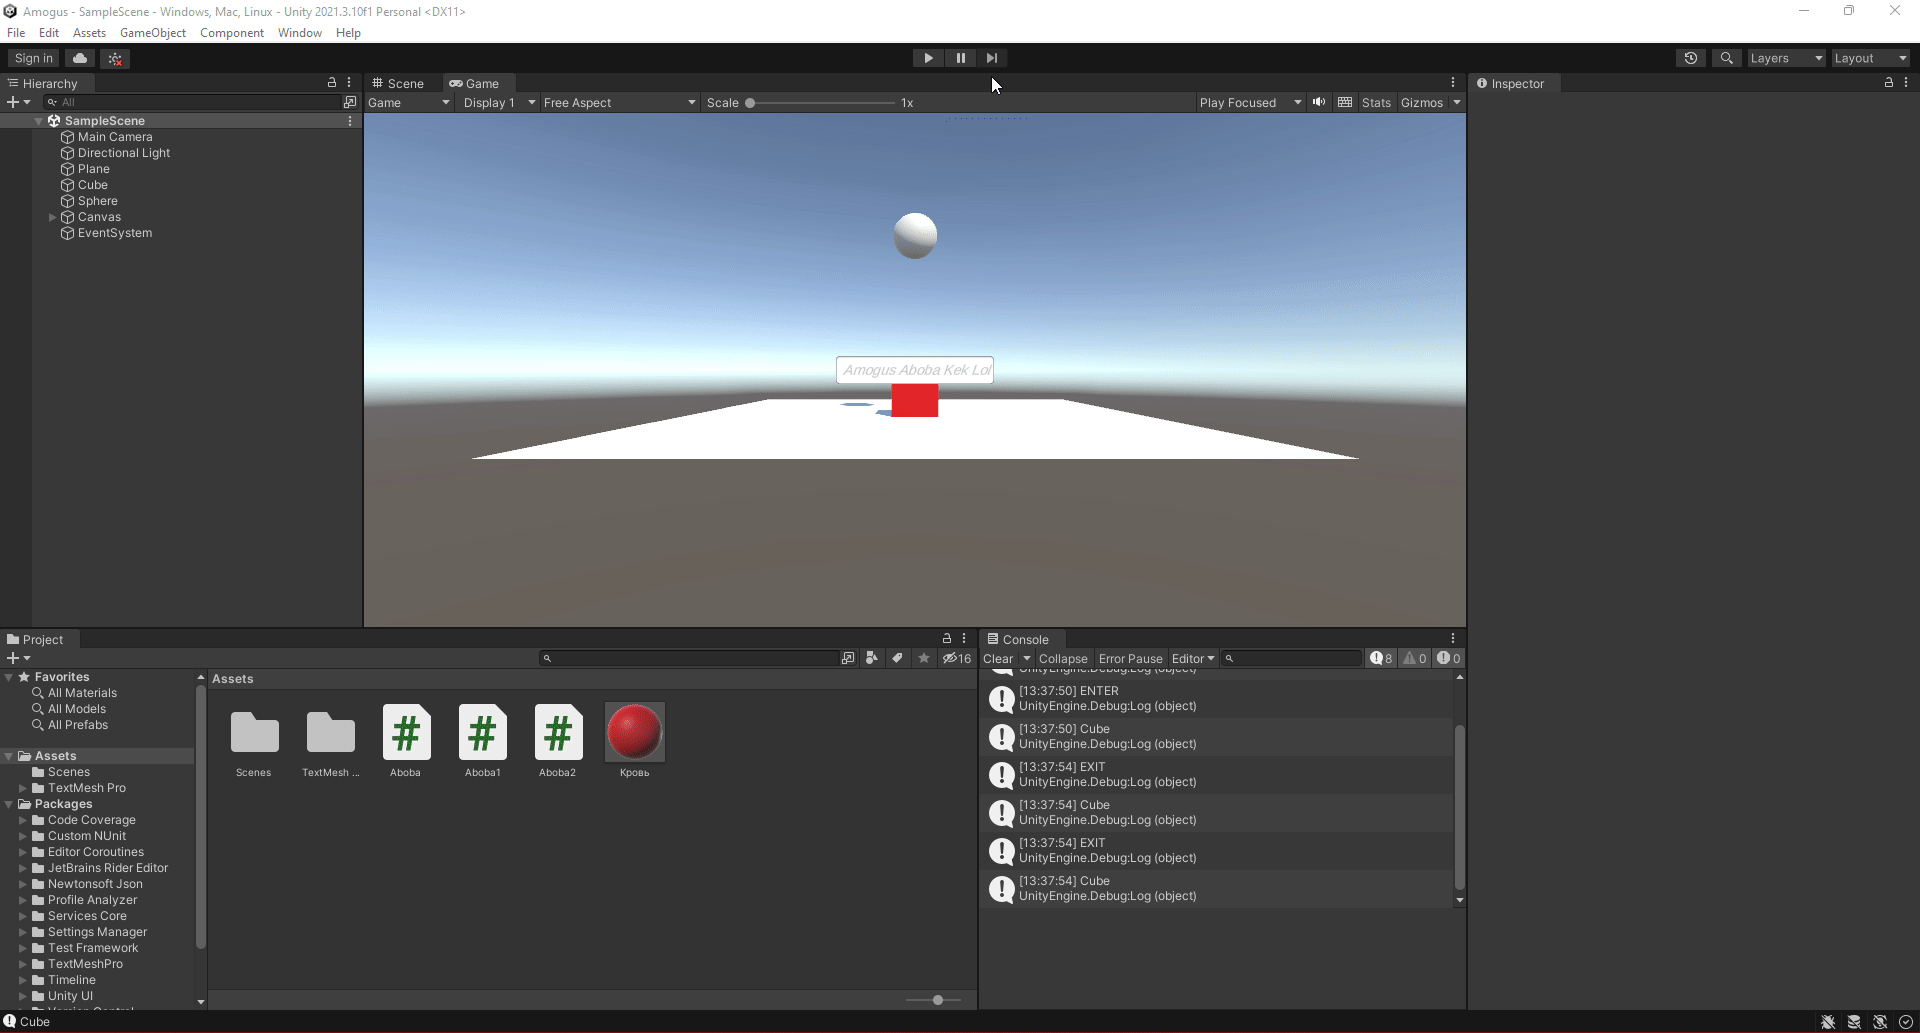 Amogus - SampleScene - Windows, Mac, Linux - Unity 2021.3.10f1 Personal <DX11>
File Edit Assets GameObject Component Window Help
Sign in
Layers
Layout
Hierarchy
All
SampleScene
Main Camera
Directional Light
Plane
Cube
Sphere
Canvas
EventSystem
Scene Game
Game Display 1 Free Aspect Scale 1x Play Focused Stats Gizmos
Amogus Aboba Kek Lol
Inspector
Project
16
Favorites
All Materials
All Models
All Prefabs
Assets
Scenes
TextMesh Pro
Packages
Code Coverage
Custom NUnit
Editor Coroutines
JetBrains Rider Editor
Newtonsoft Json
Profile Analyzer
Services Core
Settings Manager
Test Framework
TextMeshPro
Timeline
Unity UI
Version Control
Assets
Scenes
TextMesh ...
Aboba
Aboba1
Aboba2
Кровь
Console
Clear Collapse Error Pause Editor 8 0 0
UnityEngine.Debug:Log (object)
[13:37:50] ENTER
UnityEngine.Debug:Log (object)
[13:37:50] Cube
UnityEngine.Debug:Log (object)
[13:37:54] EXIT
UnityEngine.Debug:Log (object)
[13:37:54] Cube
UnityEngine.Debug:Log (object)
[13:37:54] EXIT
UnityEngine.Debug:Log (object)
[13:37:54] Cube
UnityEngine.Debug:Log (object)
Cube